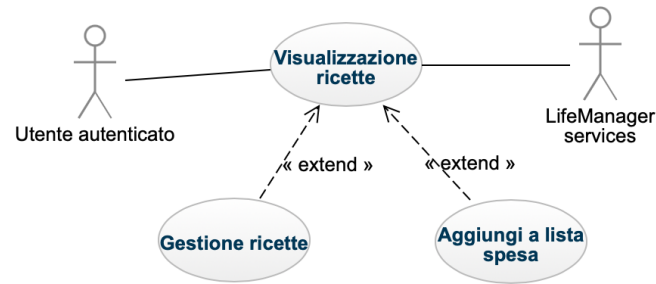 Visualizzazione
ricette
Utente autenticato
LifeManager
services
« extend »
« extend »
Gestione ricette
Aggiungi a lista
spesa